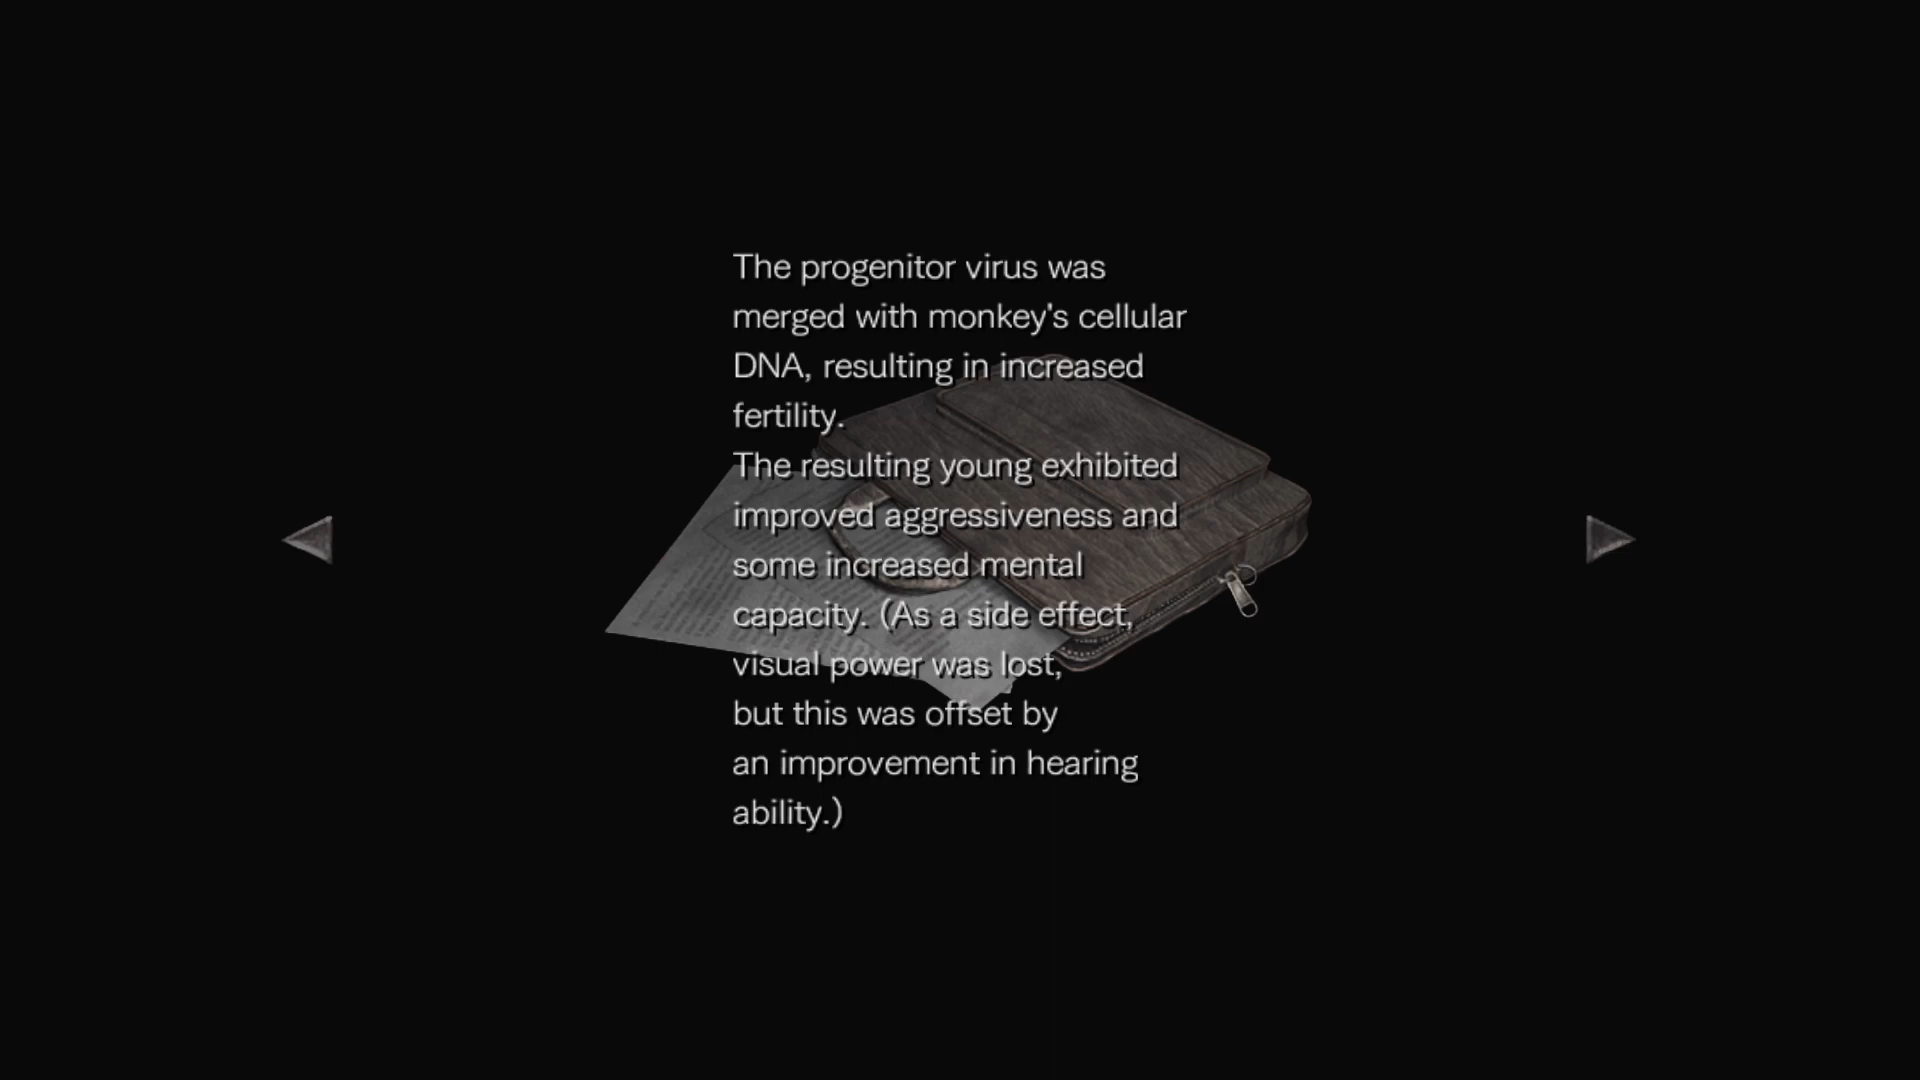 The progenitor virus was
merged with monkey's cellular
DNA, resulting in increased
fertility.
The resulting young exhibited
improved aggressiveness and
some increased mental
capacity. (As a side effect,
visual power was lost,
but this was offset by
an improvement in hearing
ability.)